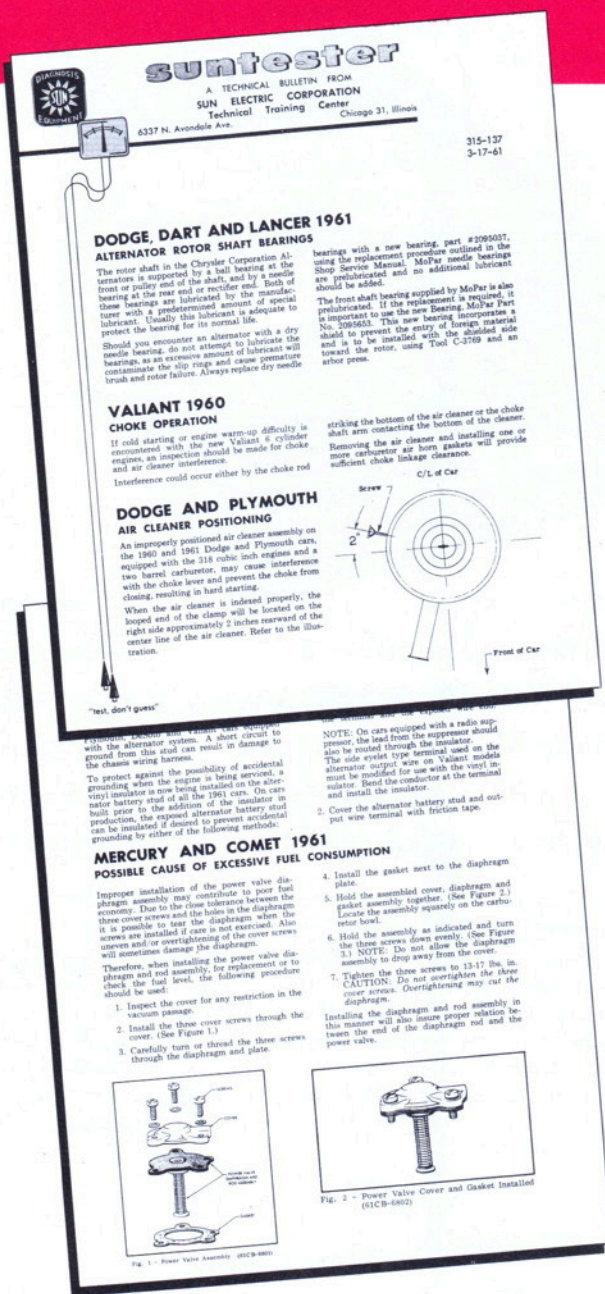 DIAGNOSIS
SUN
EQUIPMENT
suntester
A TECHNICAL BULLETIN FROM
SUN ELECTRIC CORPORATION
Technical Training Center
6337 N. Avondale Ave.
Chicago 31, Illinois
315-137
3-17-61
DODGE, DART AND LANCER 1961
ALTERNATOR ROTOR SHAFT BEARINGS
The rotor shaft in the Chrysler Corporation Al-
ternators is supported by a ball bearing at the
front or pulley end of the shaft, and by a needle
bearing at the rear end or rectifier end. Both of
these bearings are lubricated by the manufac-
turer with a predetermined amount of special
lubricant. Usually this lubricant is adequate to
protect the bearing for its normal life.
Should you encounter an alternator with a dry
needle bearing, do not attempt to lubricate the
bearings, as an excessive amount of lubricant will
contaminate the slip rings and cause premature
brush and rotor failure. Always replace dry needle
bearings with a new bearing, part #2095037,
using the replacement procedure outlined in the
Shop Service Manual. MoPar needle bearings
are prelubricated and no additional lubricant
should be added.
The front shaft bearing supplied by MoPar is also
prelubricated. If the replacement is required, it
is important to use the new Bearing, MoPar Part
No. 2095653. This new bearing incorporates a
shield to prevent the entry of foreign material
and is to be installed with the shielded side
toward the rotor, using Tool C-3769 and an
arbor press.
VALIANT 1960
CHOKE OPERATION
If cold starting or engine warm-up difficulty is
encountered with the new Valiant 6 cylinder
engines, an inspection should be made for choke
and air cleaner interference.
Interference could occur either by the choke rod
striking the bottom of the air cleaner or the choke
shaft arm contacting the bottom of the cleaner.
Removing the air cleaner and installing one or
more carburetor air horn gaskets will provide
sufficient choke linkage clearance.
DODGE AND PLYMOUTH
AIR CLEANER POSITIONING
An improperly positioned air cleaner assembly on
the 1960 and 1961 Dodge and Plymouth cars,
equipped with the 318 cubic inch engines and a
two barrel carburetor, may cause interference
with the choke lever and prevent the choke from
closing, resulting in hard starting.
When the air cleaner is indexed properly, the
looped end of the clamp will be located on the
right side approximately 2 inches rearward of the
center line of the air cleaner. Refer to the illus-
tration.
C/L of Car
Screw
2"
Front of Car
"test, don't guess"
Plymouth, DeSoto and Valiant cars equipped
with the alternator system. A short circuit to
ground from this stud can result in damage to
the chassis wiring harness.
To protect against the possibility of accidental
grounding when the engine is being serviced, a
vinyl insulator is now being installed on the alter-
nator battery stud of all the 1961 cars. On cars
built prior to the addition of the insulator in
production, the exposed alternator battery stud
can be insulated if desired to prevent accidental
grounding by either of the following methods:
the terminal and the exposed wire end.
NOTE: On cars equipped with a radio sup-
pressor, the lead from the suppressor should
also be routed through the insulator.
The side eyelet type terminal used on the
alternator output wire on Valiant models
must be modified for use with the vinyl in-
sulator. Bend the conductor at the terminal
and install the insulator.
2. Cover the alternator battery stud and out-
put wire terminal with friction tape.
MERCURY AND COMET 1961
POSSIBLE CAUSE OF EXCESSIVE FUEL CONSUMPTION
Improper installation of the power valve dia-
phragm assembly may contribute to poor fuel
economy. Due to the close tolerance between the
three cover screws and the holes in the diaphragm
it is possible to tear the diaphragm when the
screws are installed if care is not exercised. Also
uneven and/or overtightening of the cover screws
will sometimes damage the diaphragm.
Therefore, when installing the power valve dia-
phragm and rod assembly, for replacement or to
check the fuel level, the following procedure
should be used:
1. Inspect the cover for any restriction in the
vacuum passage.
2. Install the three cover screws through the
cover. (See Figure 1.)
3. Carefully turn or thread the three screws
through the diaphragm and plate.
4. Install the gasket next to the diaphragm
plate.
5. Hold the assembled cover, diaphragm and
gasket assembly together. (See Figure 2.)
Locate the assembly squarely on the carbu-
retor bowl.
6. Hold the assembly as indicated and turn
the three screws down evenly. (See Figure
3.) NOTE: Do not allow the diaphragm
assembly to drop away from the cover.
7. Tighten the three screws to 13-17 lbs. in.
CAUTION: Do not overtighten the three
cover screws. Overtightening may cut the
diaphragm.
Installing the diaphragm and rod assembly in
this manner will also insure proper relation be-
tween the end of the diaphragm rod and the
power valve.
SCREWS
COVER
POWER VALVE
DIAPHRAGM AND
ROD ASSEMBLY
GASKET
Fig. 1 - Power Valve Assembly
Fig. 2 - Power Valve Cover and Gasket Installed
(61CB-6802)